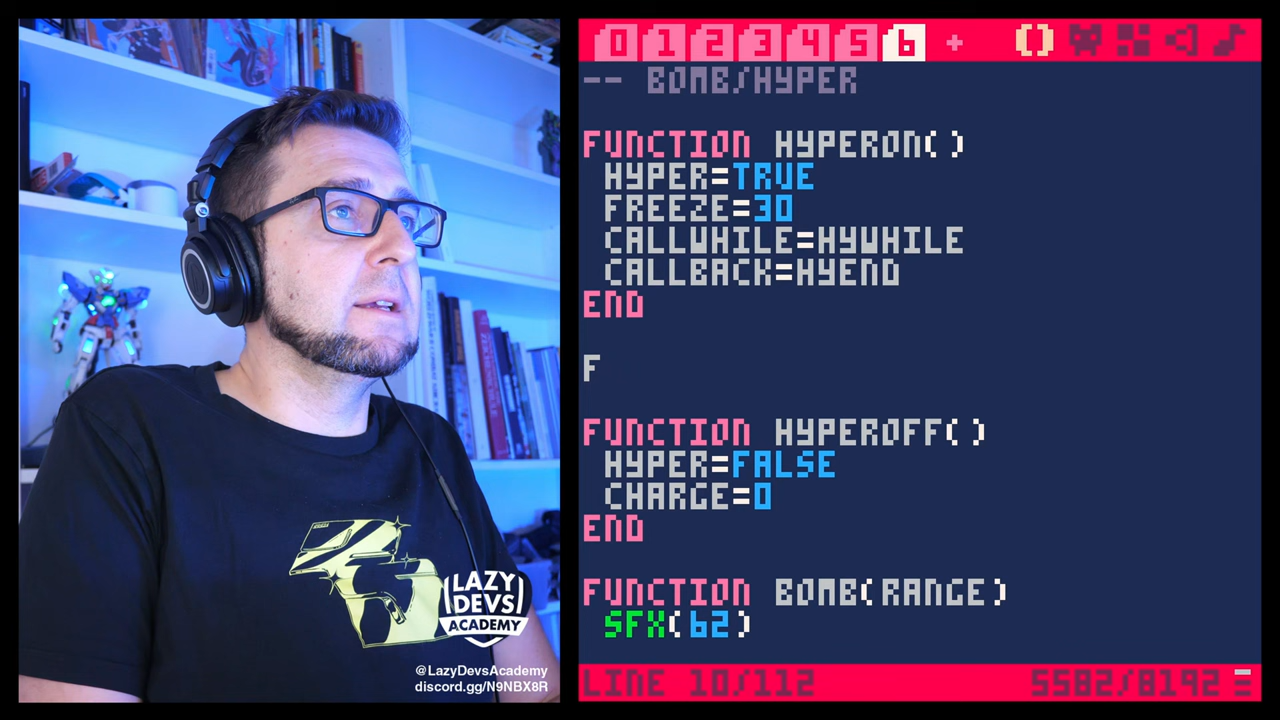 0 1 2 3 4 5 6 +
-- BOMB/HYPER
FUNCTION HYPERON()
HYPER=TRUE
FREEZE=30
CALLWHILE=HYWHILE
CALLBACK=HYEND
END
F
FUNCTION HYPEROFF()
HYPER=FALSE
CHARGE=0
END
FUNCTION BOMB(RANGE)
SFX(62)
LINE 10/112
5582/8192
LAZY
DEVS
ACADEMY
@LazyDevsAcademy
discord.gg/N9NBX8R